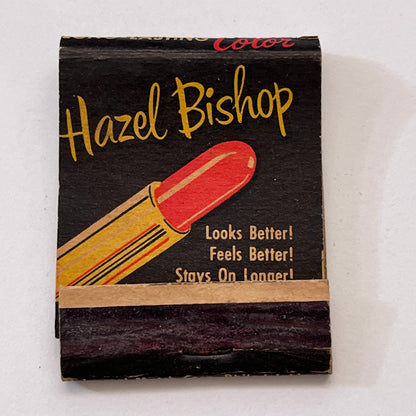 Color
Hazel Bishop
Looks Better!
Feels Better!
Stays On Longer!